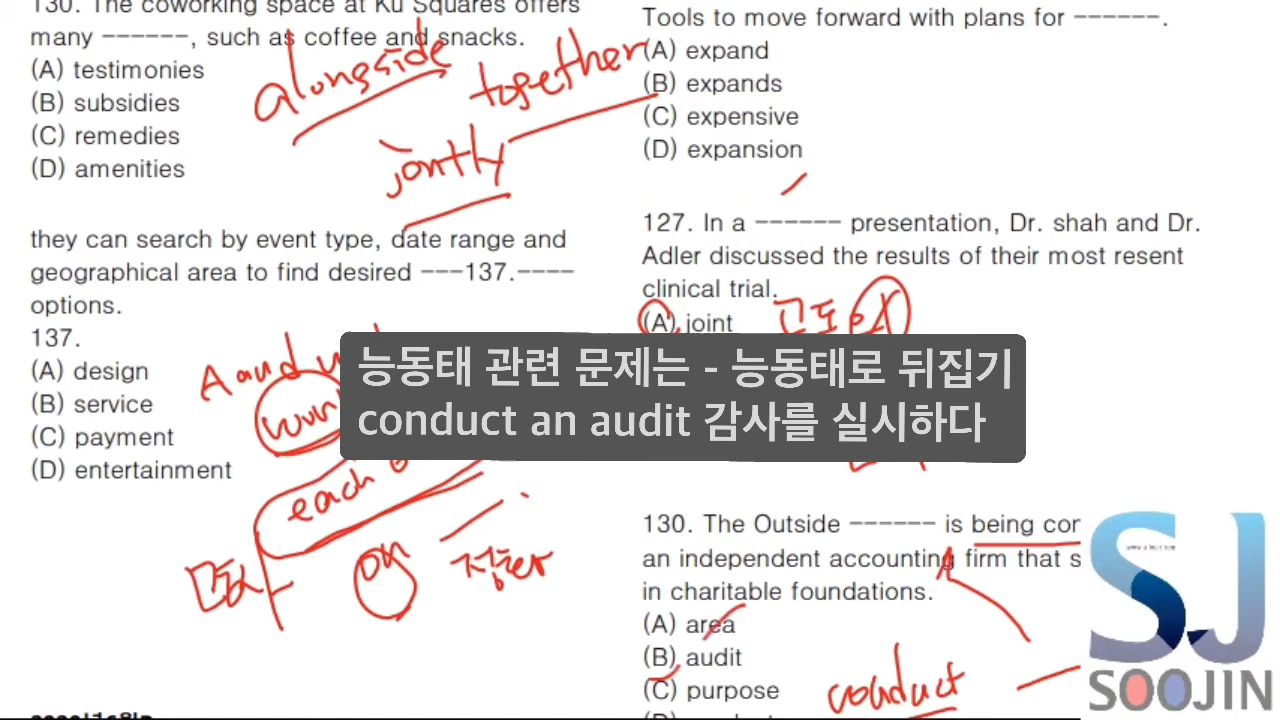 130. The coworking space at Ku Squares offers
many ------, such as coffee and snacks.
(A) testimonies
(B) subsidies
(C) remedies
(D) amenities
alongside
together
jointly
they can search by event type, date range and
geographical area to find desired ---137.----
options.
137.
(A) design
(B) service
(C) payment
(D) entertainment
A and
each
on
Tools to move forward with plans for ------.
(A) expand
(B) expands
(C) expensive
(D) expansion
127. In a ------ presentation, Dr. shah and Dr.
Adler discussed the results of their most resent
clinical trial.
(A) joint
능동태 관련 문제는 - 능동태로 뒤집기
conduct an audit 감사를 실시하다
130. The Outside ------ is being cor
an independent accounting firm that s
in charitable foundations.
(A) area
(B) audit
(C) purpose
conduct
SJ
SOOJIN